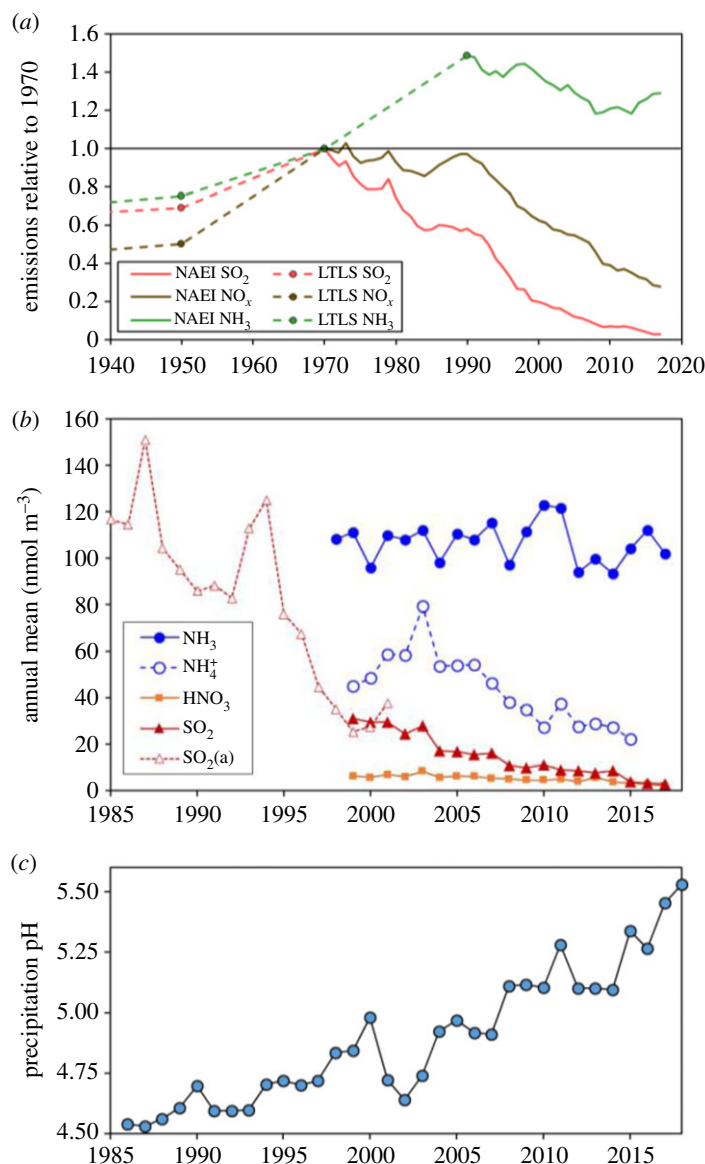 (a)
1.6
1.4
1.2
1.0
0.8
0.6
0.4
0.2
0
emissions relative to 1970
NAEI SO2 LTLS SO2
NAEI NOx LTLS NOx
NAEI NH3 LTLS NH3
1940 1950 1960 1970 1980 1990 2000 2010 2020
(b)
160
140
120
100
80
60
40
20
0
annual mean (nmol m−3)
NH3
NH4+
HNO3
SO2
SO2(a)
1985 1990 1995 2000 2005 2010 2015
(c)
5.50
5.25
5.00
4.75
4.50
precipitation pH
1985 1990 1995 2000 2005 2010 2015